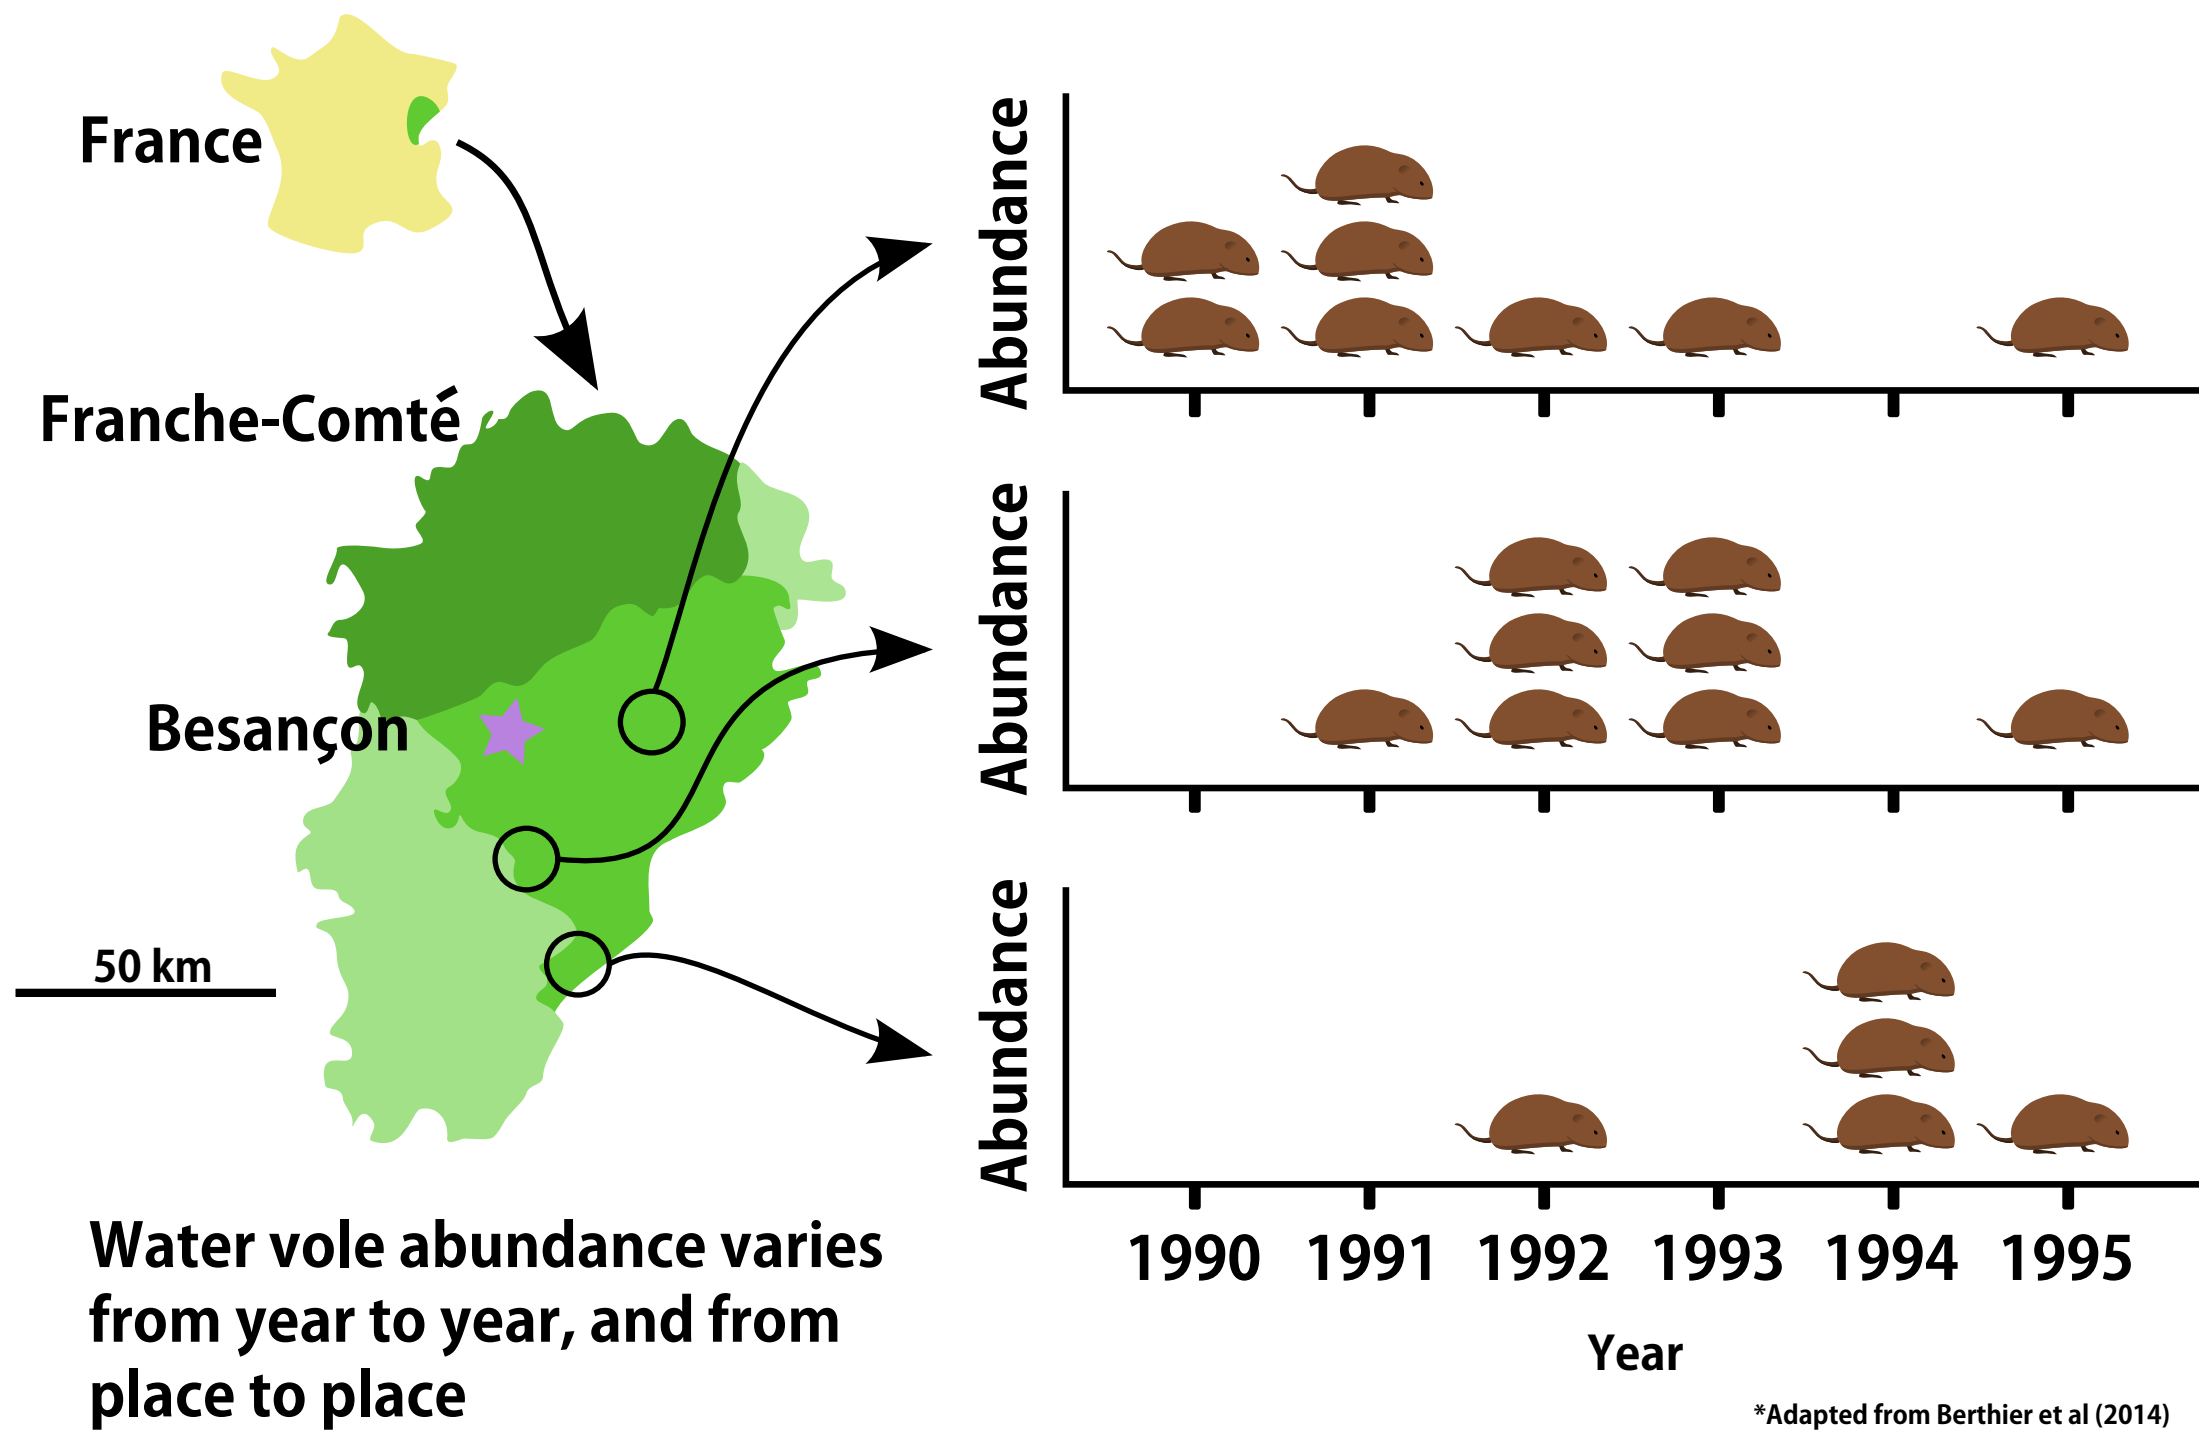 France
Franche-Comté
Besançon
50 km
Water vole abundance varies
from year to year, and from
place to place
Abundance
Abundance
Abundance
1990 1991 1992 1993 1994 1995
Year
*Adapted from Berthier et al (2014)